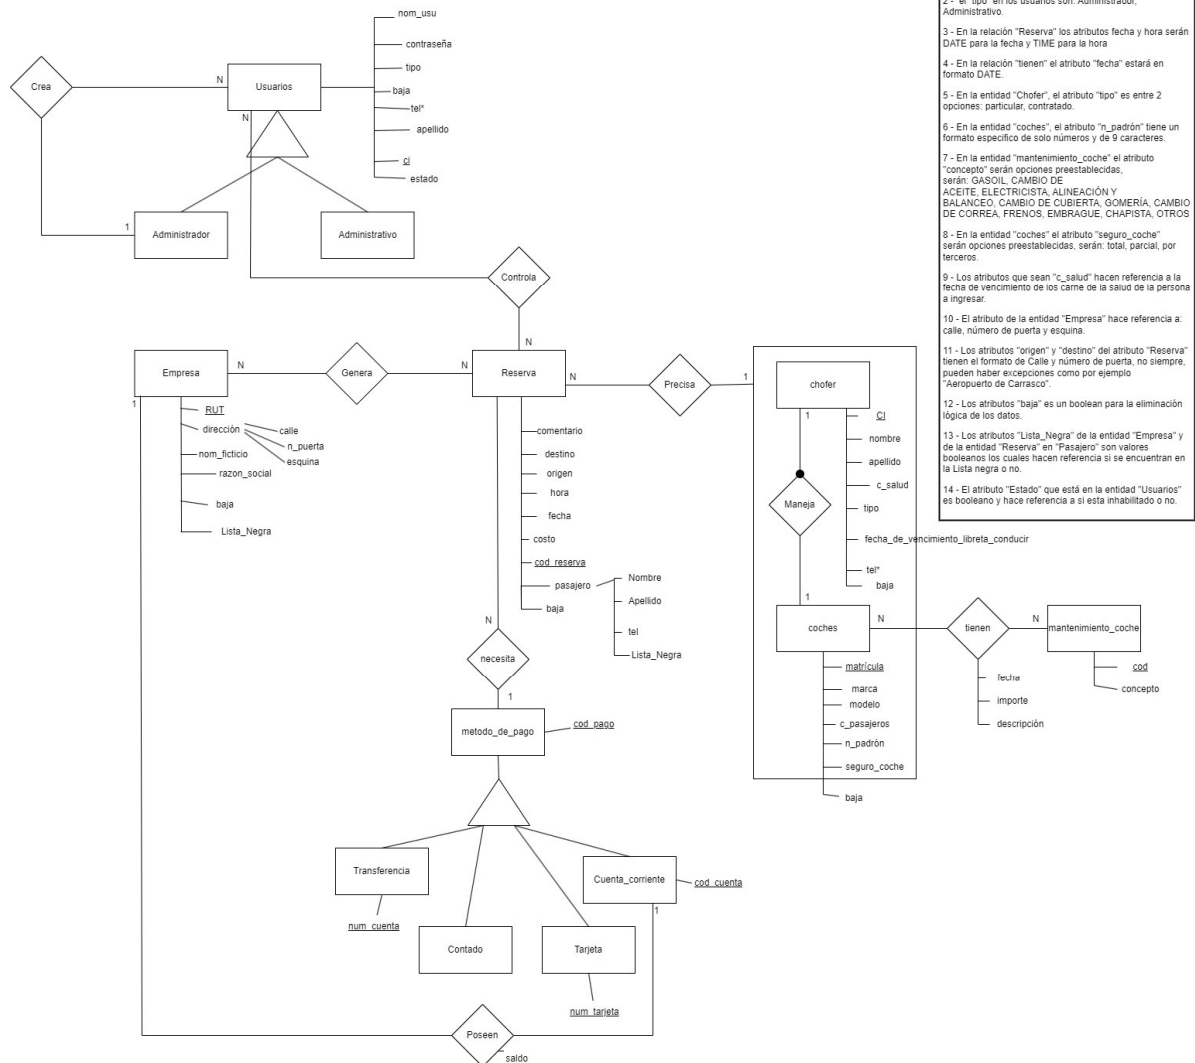 nom_usu
contraseña
tipo
baja
tel*
apellido
ci
estado
Crea
N
Usuarios
N
1
Administrador
Administrativo
Controla
N
Empresa
N
Genera
N
Reserva
N
Precisa
1
chofer
1
RUT
dirección
calle
n_puerta
esquina
nom_ficticio
razon_social
baja
Lista_Negra
1
comentario
destino
origen
hora
fecha
costo
cod_reserva
pasajero
Nombre
Apellido
tel
Lista_Negra
baja
CI
nombre
apellido
c_salud
tipo
fecha_de_vencimiento_libreta_conducir
tel*
baja
Maneja
1
coches
N
tienen
N
mantenimiento_coche
matrícula
marca
modelo
c_pasajeros
n_padrón
seguro_coche
baja
fecha
importe
descripción
cod
concepto
N
necesita
1
metodo_de_pago
cod_pago
Transferencia
num_cuenta
Contado
Tarjeta
num_tarjeta
Cuenta_corriente
cod_cuenta
1
Poseen
saldo
2 - "el "tipo" en los usuarios son: Administrador,
Administrativo.
3 - En la relación "Reserva" los atributos fecha y hora serán
DATE para la fecha y TIME para la hora
4 - En la relación "tienen" el atributo "fecha" estará en
formato DATE.
5 - En la entidad "Chofer", el atributo "tipo" es entre 2
opciones: particular, contratado.
6 - En la entidad "coches", el atributo "n_padrón" tiene un
formato especifico de solo números y de 9 caracteres.
7 - En la entidad "mantenimiento_coche" el atributo
"concepto" serán opciones preestablecidas,
serán: GASOIL, CAMBIO DE
ACEITE, ELECTRICISTA, ALINEACIÓN Y
BALANCEO, CAMBIO DE CUBIERTA, GOMERÍA, CAMBIO
DE CORREA, FRENOS, EMBRAGUE, CHAPISTA, OTROS
8 - En la entidad "coches" el atributo "seguro_coche"
serán opciones preestablecidas, serán: total, parcial, por
terceros.
9 - Los atributos que sean "c_salud" hacen referencia a la
fecha de vencimiento de los carne de la salud de la persona
a ingresar.
10 - El atributo de la entidad "Empresa" hace referencia a:
calle, número de puerta y esquina.
11 - Los atributos "origen" y "destino" del atributo "Reserva"
tienen el formato de Calle y número de puerta, no siempre,
pueden haber excepciones como por ejemplo
"Aeropuerto de Carrasco".
12 - Los atributos "baja" es un boolean para la eliminación
lógica de los datos.
13 - Los atributos "Lista_Negra" de la entidad "Empresa" y
de la entidad "Reserva" en "Pasajero" son valores
booleanos los cuales hacen referencia si se encuentran en
la Lista negra o no.
14 - El atributo "Estado" que está en la entidad "Usuarios"
es booleano y hace referencia a si esta inhabilitado o no.